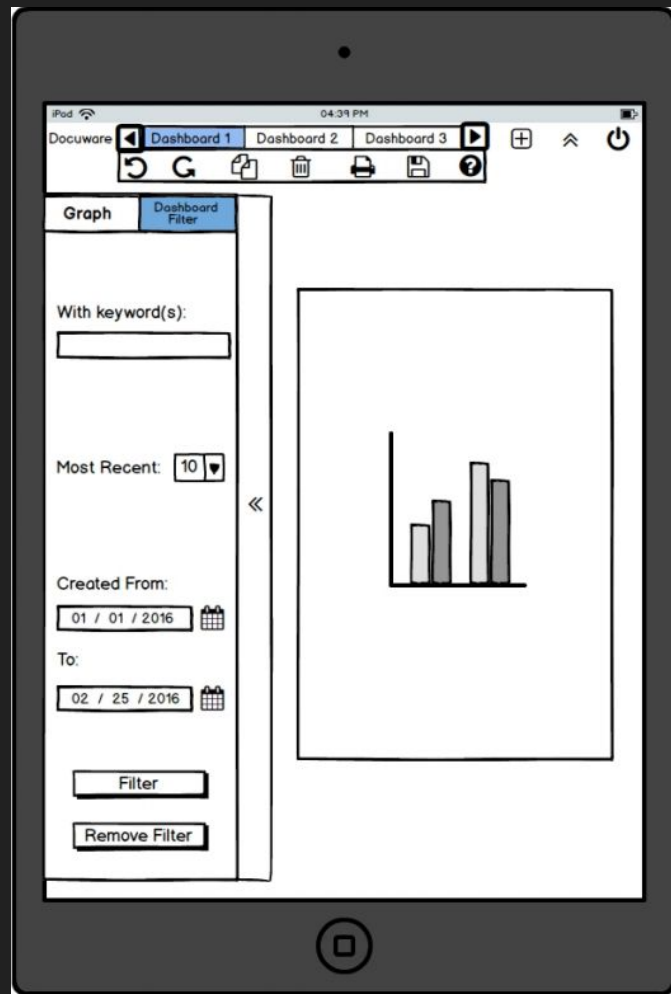 iPod 04:39 PM
Docuware Dashboard 1 Dashboard 2 Dashboard 3
Graph
Dashboard
Filter
With keyword(s):
Most Recent: 10
Created From:
01 / 01 / 2016
To:
02 / 25 / 2016
Filter
Remove Filter